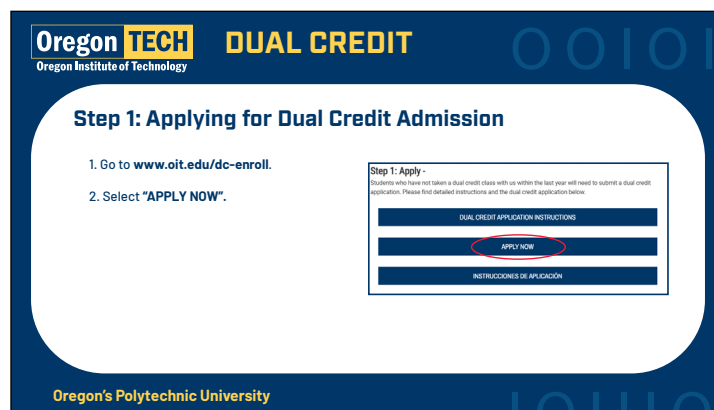 Oregon TECH
Oregon Institute of Technology
DUAL CREDIT
OOIOI
Step 1: Applying for Dual Credit Admission
1. Go to www.oit.edu/dc-enroll.
2. Select "APPLY NOW".
Step 1: Apply -
Students who have not taken a dual credit class with us within the last year will need to submit a dual credit
application. Please find detailed instructions and the dual credit application below.
DUAL CREDIT APPLICATION INSTRUCTIONS
APPLY NOW
INSTRUCCIONES DE APLICACIÓN
Oregon's Polytechnic University